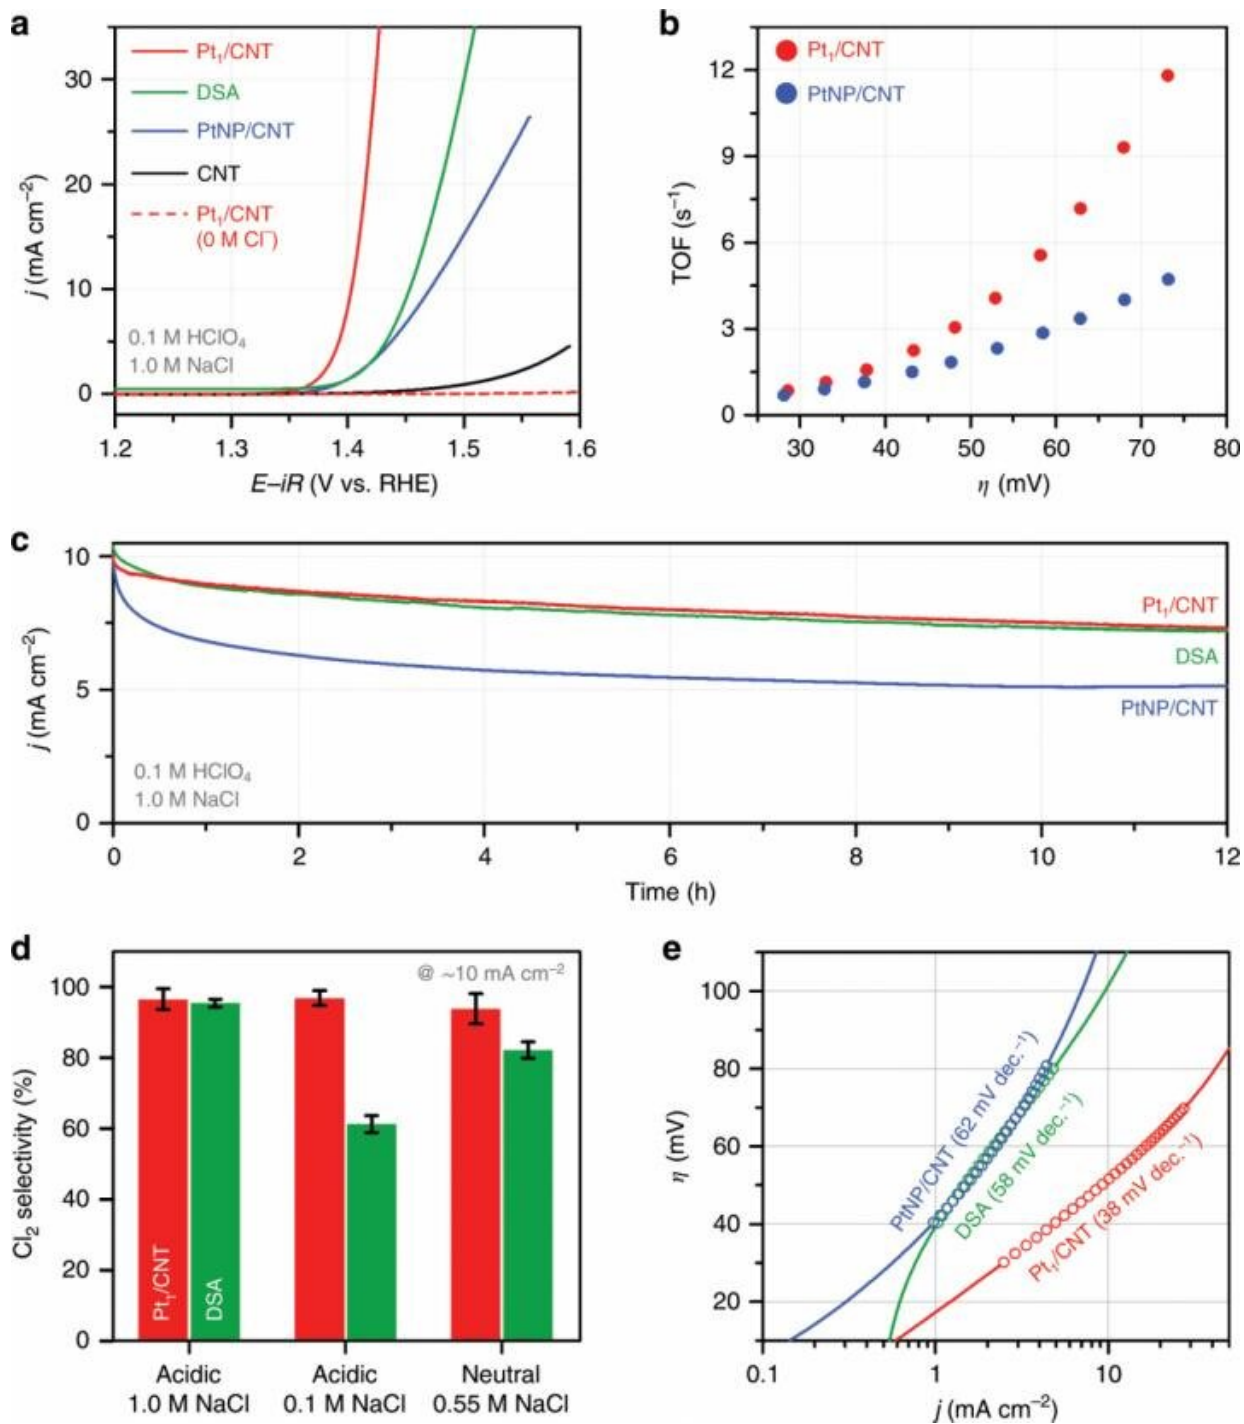 a
Pt₁/CNT
DSA
PtNP/CNT
CNT
Pt₁/CNT
(0 M Cl⁻)
0.1 M HClO₄
1.0 M NaCl
j (mA cm⁻²)
30
20
10
0
1.2 1.3 1.4 1.5 1.6
E–iR (V vs. RHE)
b
Pt₁/CNT
PtNP/CNT
TOF (s⁻¹)
12
9
6
3
0
30 40 50 60 70 80
η (mV)
c
j (mA cm⁻²)
10
5
0
Pt₁/CNT
DSA
PtNP/CNT
0.1 M HClO₄
1.0 M NaCl
0 2 4 6 8 10 12
Time (h)
d
@ ~10 mA cm⁻²
Cl₂ selectivity (%)
100
80
60
40
20
0
Pt₁/CNT
DSA
Acidic
1.0 M NaCl
Acidic
0.1 M NaCl
Neutral
0.55 M NaCl
e
η (mV)
100
80
60
40
20
PtNP/CNT (62 mV dec.⁻¹)
DSA (58 mV dec.⁻¹)
Pt₁/CNT (38 mV dec.⁻¹)
0.1 1 10
j (mA cm⁻²)